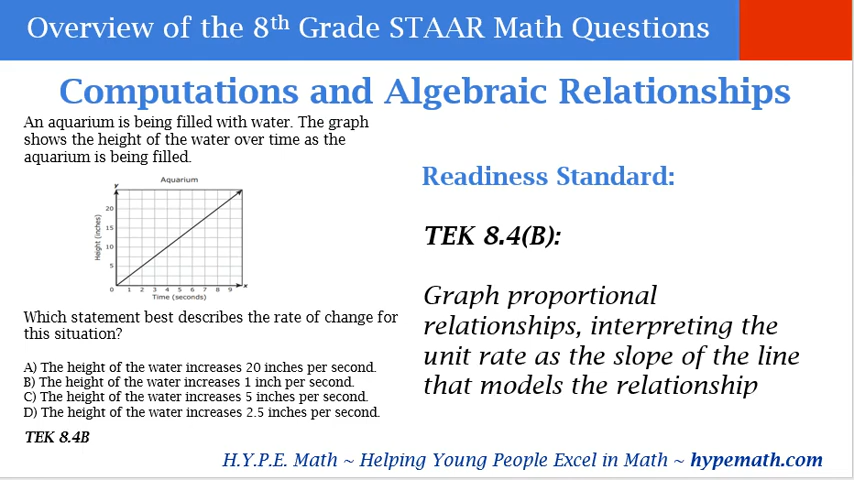 Overview of the 8th Grade STAAR Math Questions
Computations and Algebraic Relationships
An aquarium is being filled with water. The graph
shows the height of the water over time as the
aquarium is being filled.
Aquarium
y
Height (inches)
20
15
10
5
0 1 2 3 4 5 6 7 8 9 x
Time (seconds)
Which statement best describes the rate of change for
this situation?
A) The height of the water increases 20 inches per second.
B) The height of the water increases 1 inch per second.
C) The height of the water increases 5 inches per second.
D) The height of the water increases 2.5 inches per second.
TEK 8.4B
Readiness Standard:
TEK 8.4(B):
Graph proportional
relationships, interpreting the
unit rate as the slope of the line
that models the relationship
H.Y.P.E. Math ~ Helping Young People Excel in Math ~ hypemath.com